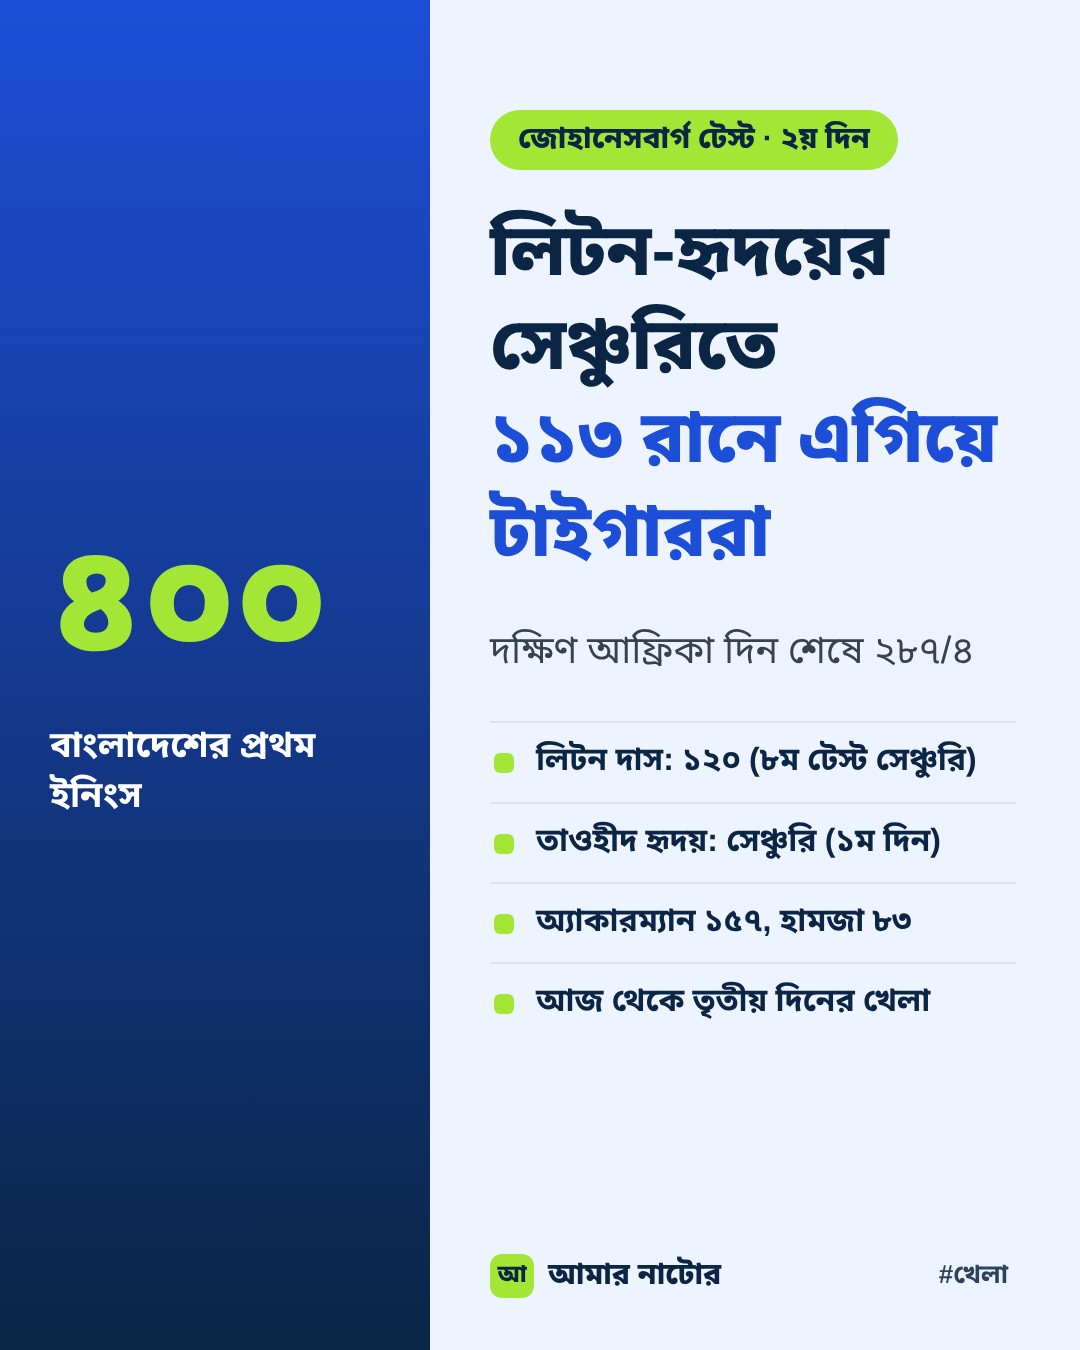 ৪০০
বাংলাদেশের প্রথম
ইনিংস
জোহানেসবার্গ টেস্ট · ২য় দিন
লিটন-হৃদয়ের
সেঞ্চুরিতে
১১৩ রানে এগিয়ে
টাইগাররা
দক্ষিণ আফ্রিকা দিন শেষে ২৮৭/৪
লিটন দাস: ১২০ (৮ম টেস্ট সেঞ্চুরি)
তাওহীদ হৃদয়: সেঞ্চুরি (১ম দিন)
অ্যাকারম্যান ১৫৭, হামজা ৮৩
আজ থেকে তৃতীয় দিনের খেলা
আ আমার নাটোর
#খেলা